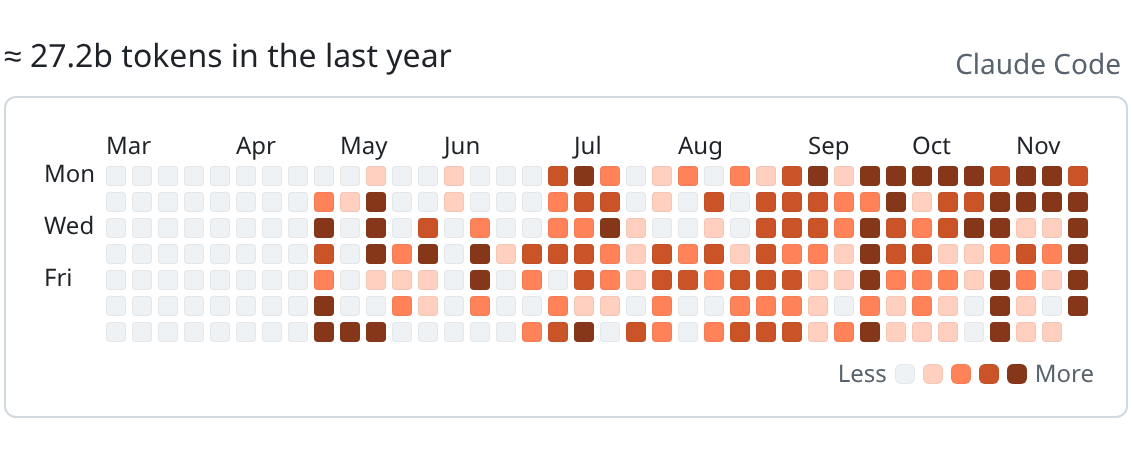 ≈ 27.2b tokens in the last year
Claude Code
Mar Apr May Jun Jul Aug Sep Oct Nov
Mon
Wed
Fri
Less More